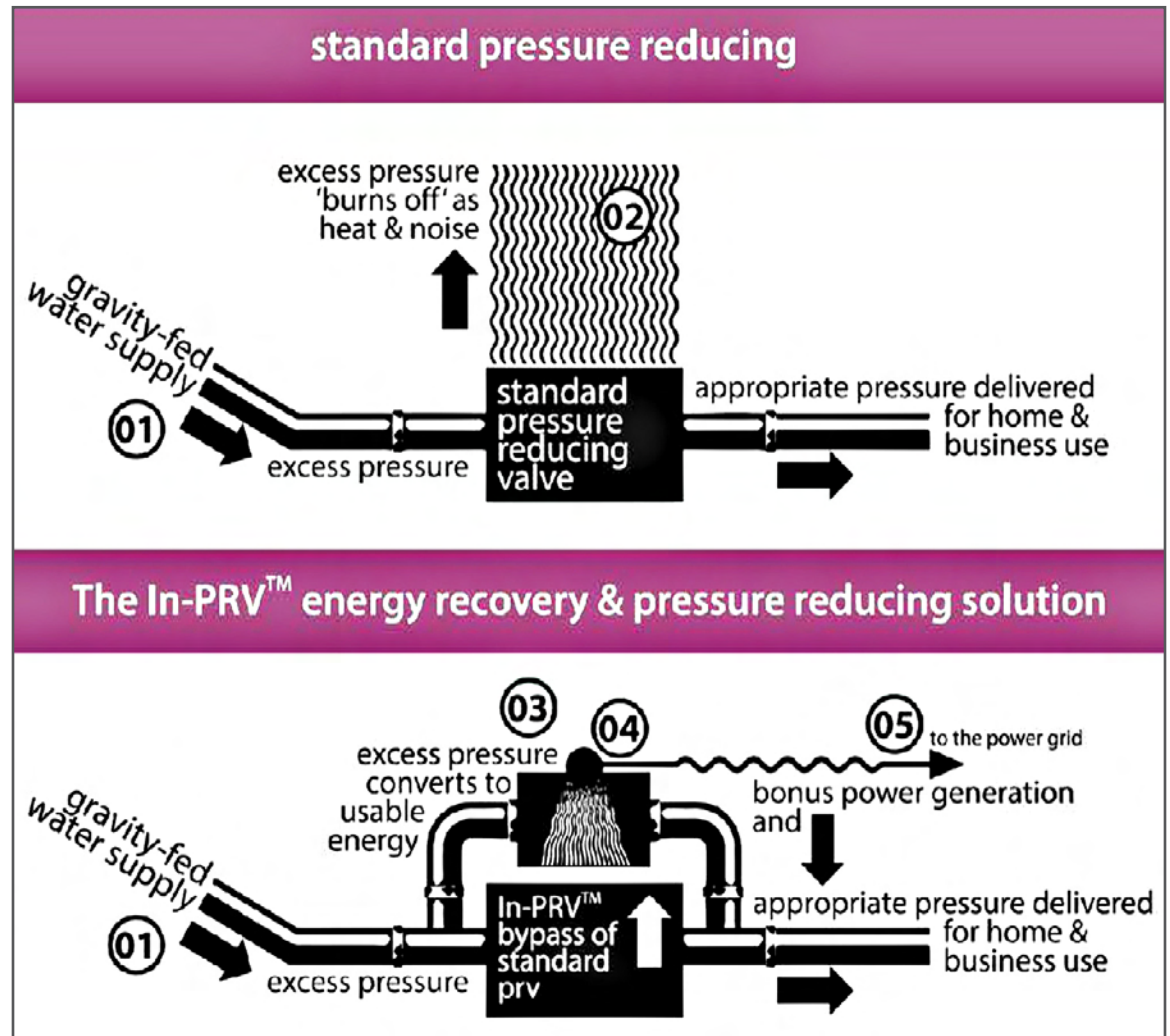 standard pressure reducing
excess pressure
'burns off' as
heat & noise
02
gravity-fed
water supply
01
excess pressure
standard
pressure
reducing
valve
appropriate pressure delivered
for home &
business use
The In-PRV™ energy recovery & pressure reducing solution
03
04
05
to the power grid
excess pressure
converts to
usable
energy
bonus power generation
and
gravity-fed
water supply
01
excess pressure
In-PRV™
bypass of
standard
prv
appropriate pressure delivered
for home &
business use